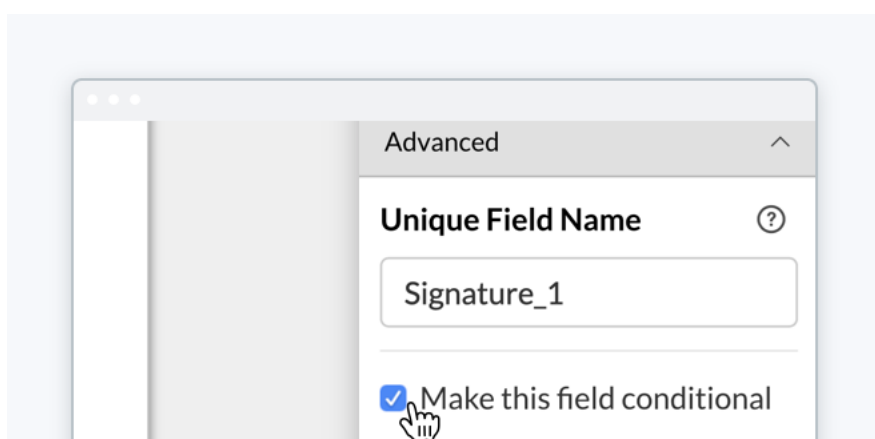 Advanced
Unique Field Name
Signature_1
Make this field conditional